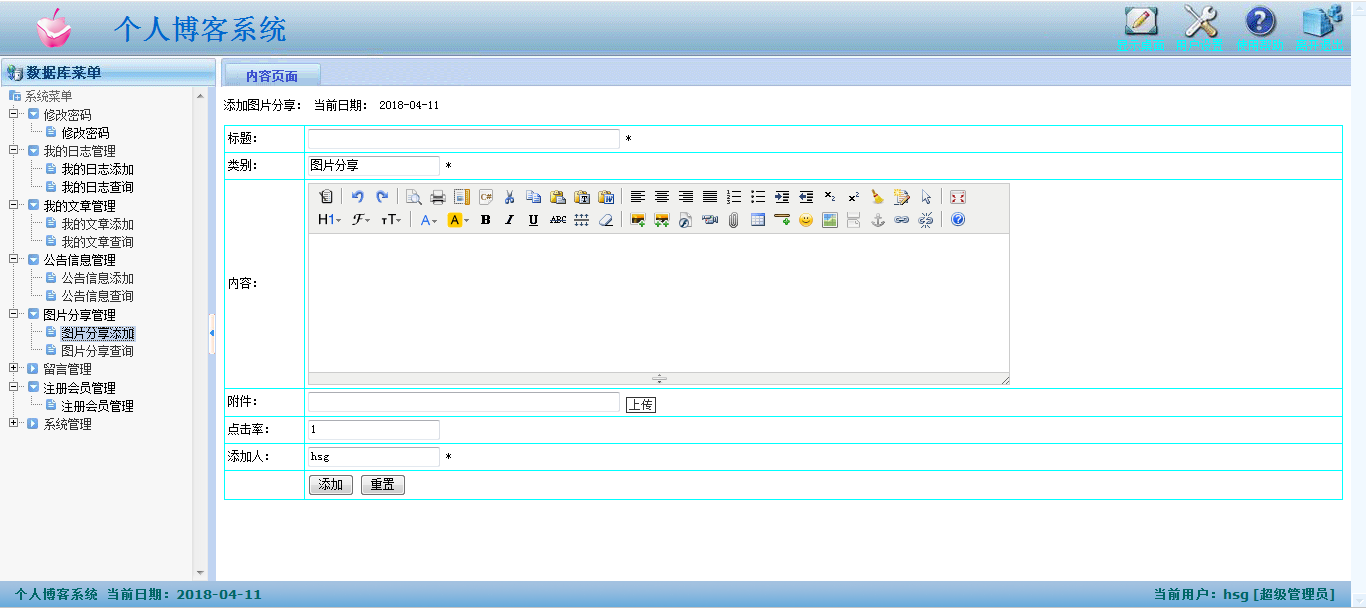 个人博客系统
数据库菜单
内容页面
系统菜单
修改密码
修改密码
我的日志管理
我的日志添加
我的日志查询
我的文章管理
我的文章添加
我的文章查询
公告信息管理
公告信息添加
公告信息查询
图片分享管理
图片分享添加
图片分享查询
留言管理
注册会员管理
注册会员管理
系统管理
添加图片分享: 当前日期: 2018-04-11
标题: *
类别: 图片分享 *
H1 F TT A A B I U ABC
内容:
附件: 上传
点击率: 1
添加人: hsg *
添加 重置
个人博客系统 当前日期: 2018-04-11
当前用户: hsg [超级管理员]